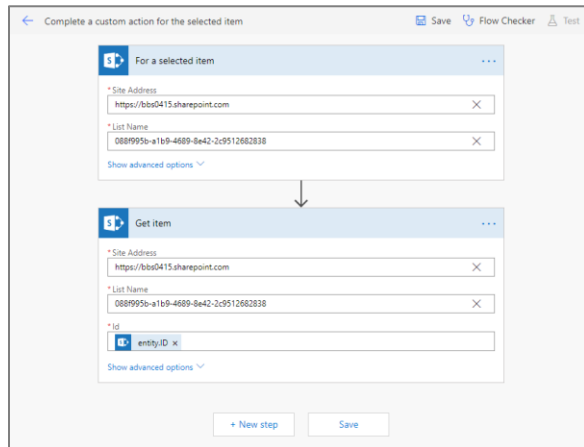 Complete a custom action for the selected item
Save
Flow Checker
Test
For a selected item
* Site Address
https://bbs0415.sharepoint.com
* List Name
088f995b-a1b9-4689-8e42-2c9512682838
Show advanced options
Get item
* Site Address
https://bbs0415.sharepoint.com
* List Name
088f995b-a1b9-4689-8e42-2c9512682838
* Id
entity.ID
Show advanced options
+ New step
Save